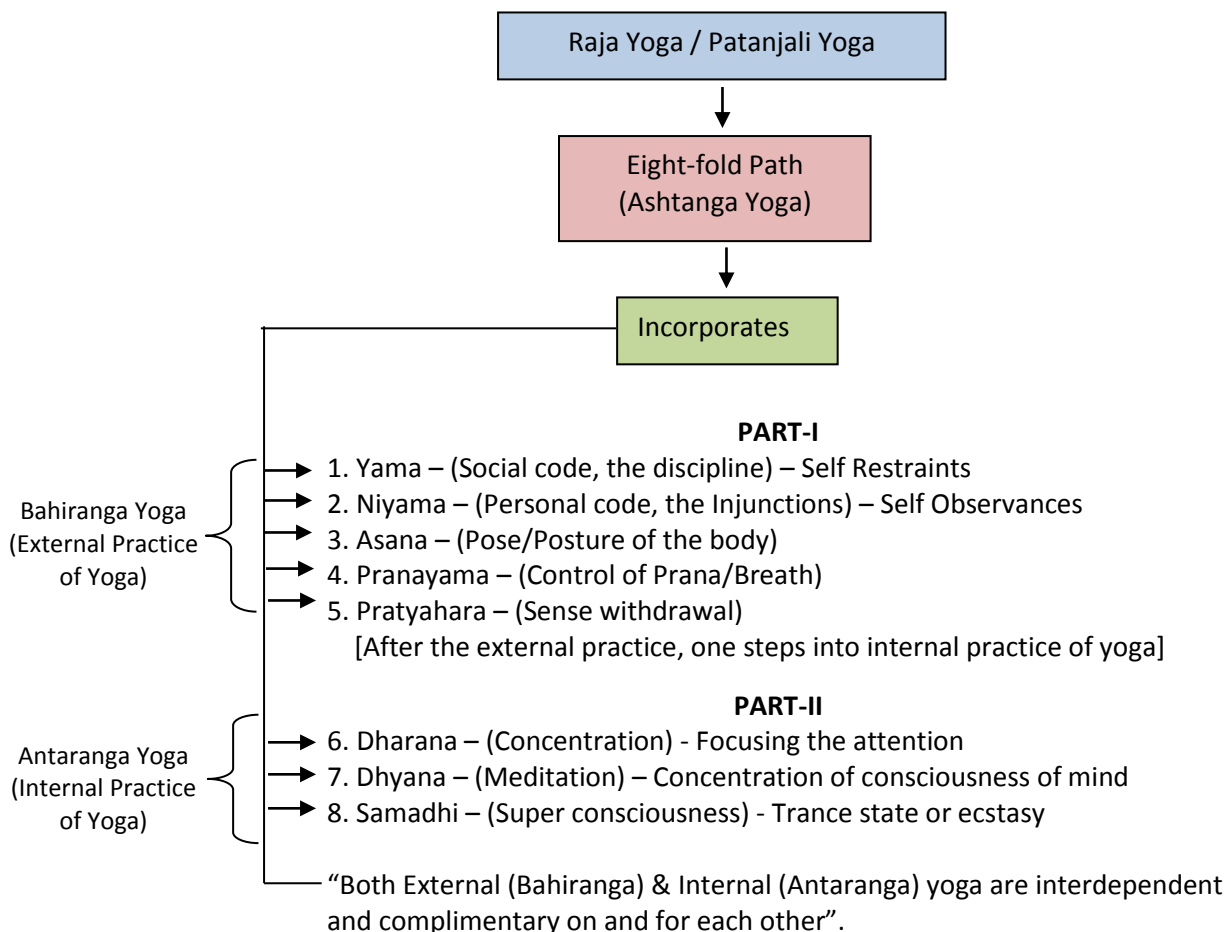 Raja Yoga / Patanjali Yoga
Eight-fold Path
(Ashtanga Yoga)
Incorporates
PART-I
Bahiranga Yoga
(External Practice
of Yoga)
1. Yama – (Social code, the discipline) – Self Restraints
2. Niyama – (Personal code, the Injunctions) – Self Observances
3. Asana – (Pose/Posture of the body)
4. Pranayama – (Control of Prana/Breath)
5. Pratyahara – (Sense withdrawal)
[After the external practice, one steps into internal practice of yoga]
PART-II
Antaranga Yoga
(Internal Practice
of Yoga)
6. Dharana – (Concentration) - Focusing the attention
7. Dhyana – (Meditation) – Concentration of consciousness of mind
8. Samadhi – (Super consciousness) - Trance state or ecstasy
“Both External (Bahiranga) & Internal (Antaranga) yoga are interdependent
and complimentary on and for each other”.